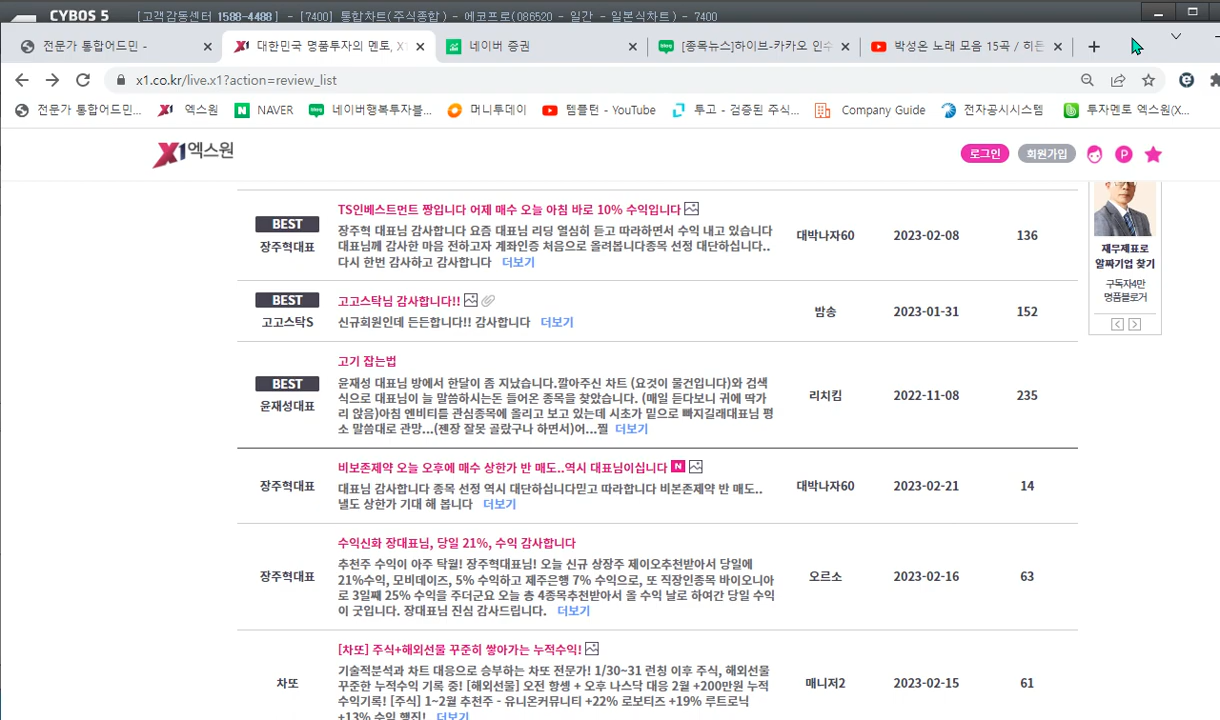 CYBOS 5 [고객감동센터 1588-4488] - [7400] 통합차트(주식종합) - 에코프로(086520 - 일간 - 일본식차트) - 7400
전문가 통합어드민 -
대한민국 명품투자의 멘토, X1
네이버 증권
[종목뉴스]하이브-카카오 인수
박성온 노래 모음 15곡 / 히든
x1.co.kr/live.x1?action=review_list
전문가 통합어드민... 엑스원 NAVER 네이버행복투자블... 머니투데이 템플턴 - YouTube 투고 - 검증된 주식... Company Guide 전자공시시스템 투자멘토 엑스원(X...
X1엑스원
로그인 회원가입 P
TS인베스트먼트 짱입니다 어제 매수 오늘 아침 바로 10% 수익입니다
BEST
장주혁대표
장주혁 대표님 감사합니다 요즘 대표님 리딩 열심히 듣고 따라하면서 수익 내고 있습니다
대표님께 감사한 마음 전하고자 계좌인증 처음으로 올려봅니다종목 선정 대단하십니다..
다시 한번 감사하고 감사합니다 더보기
대박나자60 2023-02-08 136
재무제표로
알짜기업 찾기
구독자4만
명품블로거
BEST
고고스탁S
고고스탁님 감사합니다!!
신규회원인데 든든합니다!! 감사합니다 더보기
밤송 2023-01-31 152
고기 잡는법
BEST
윤재성대표
윤재성 대표님 방에서 한달이 좀 지났습니다.깔아주신 차트 (요것이 물건입니다)와 검색
식으로 대표님이 늘 말씀하시는돈 들어온 종목을 찾았습니다. (매일 듣다보니 귀에 딱가
리 앉음)아침 엔비티를 관심종목에 올리고 보고 있는데 시초가 밑으로 빠지길래대표님 평
소 말씀대로 관망...(젠장 잘못 골랐구나 하면서)어...찔 더보기
리치킴 2022-11-08 235
비보존제약 오늘 오후에 매수 상한가 반 매도..역시 대표님이십니다 N
장주혁대표
대표님 감사합니다 종목 선정 역시 대단하십니다믿고 따라합니다 비본존제약 반 매도..
낼도 상한가 기대 해 봅니다 더보기
대박나자60 2023-02-21 14
수익신화 장대표님, 당일 21%, 수익 감사합니다
장주혁대표
추천주 수익이 아주 탁월! 장주혁대표님! 오늘 신규 상장주 제이오추천받아서 당일에
21%수익, 모비데이즈, 5% 수익하고 제주은행 7% 수익으로, 또 직장인종목 바이오니아
로 3일째 25% 수익을 주더군요 오늘 총 4종목추천받아서 올 수익 날로 하여간 당일 수익
이 굿입니다. 장대표님 진심 감사드립니다. 더보기
오르소 2023-02-16 63
[차또] 주식+해외선물 꾸준히 쌓아가는 누적수익!
차또
기술적분석과 차트 대응으로 승부하는 차또 전문가! 1/30~31 런칭 이후 주식, 해외선물
꾸준한 누적수익 기록 중! [해외선물] 오전 항셍 + 오후 나스닥 대응 2월 +200만원 누적
수익기록! [주식] 1~2월 추천주 - 유니온커뮤니티 +22% 로보티즈 +19% 루트로닉
+13% 수익 행진! 더보기
매니저2 2023-02-15 61